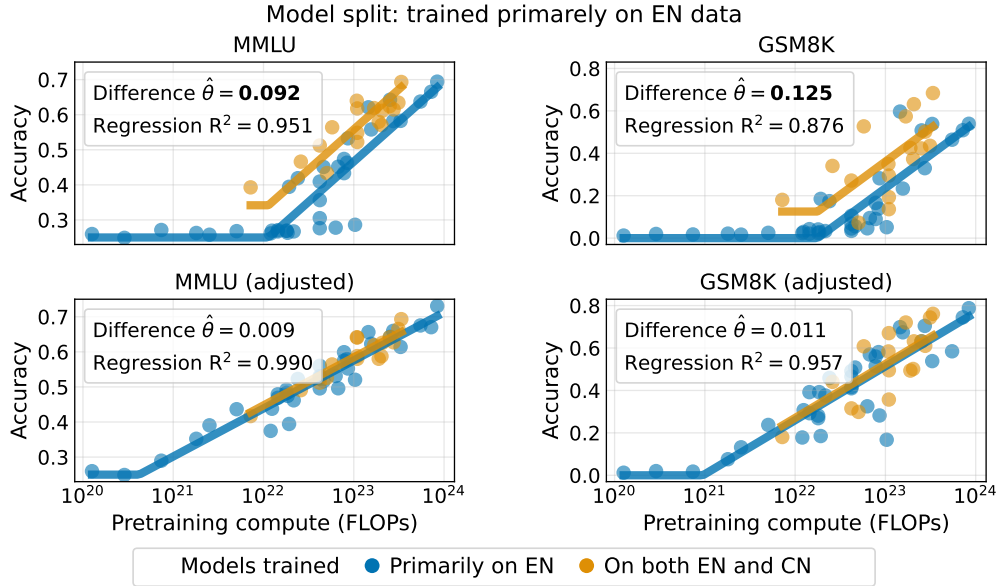 Model split: trained primarely on EN data
MMLU
GSM8K
Difference θ̂ = 0.092
Regression R² = 0.951
Difference θ̂ = 0.125
Regression R² = 0.876
Accuracy
0.7
0.6
0.5
0.4
0.3
Accuracy
0.8
0.6
0.4
0.2
0.0
MMLU (adjusted)
GSM8K (adjusted)
Difference θ̂ = 0.009
Regression R² = 0.990
Difference θ̂ = 0.011
Regression R² = 0.957
Accuracy
0.7
0.6
0.5
0.4
0.3
Accuracy
0.8
0.6
0.4
0.2
0.0
10²⁰ 10²¹ 10²² 10²³ 10²⁴
10²⁰ 10²¹ 10²² 10²³ 10²⁴
Pretraining compute (FLOPs)
Pretraining compute (FLOPs)
Models trained Primarily on EN On both EN and CN